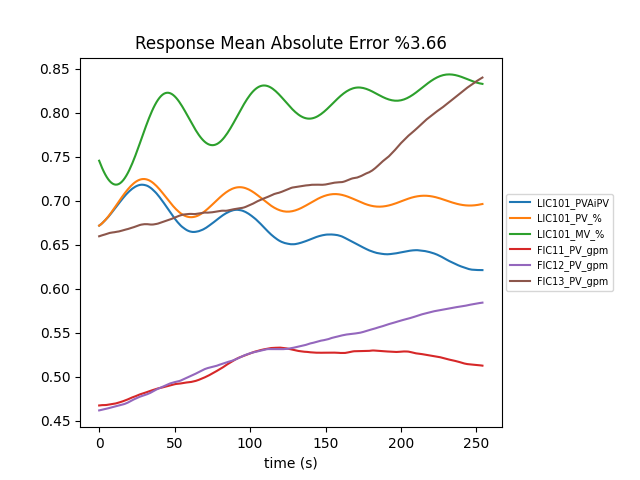 Response Mean Absolute Error %3.66
0.85
0.80
0.75
0.70
0.65
0.60
0.55
0.50
0.45
0
50
100
150
200
250
time (s)
LIC101_PVAiPV
LIC101_PV_%
LIC101_MV_%
FIC11_PV_gpm
FIC12_PV_gpm
FIC13_PV_gpm